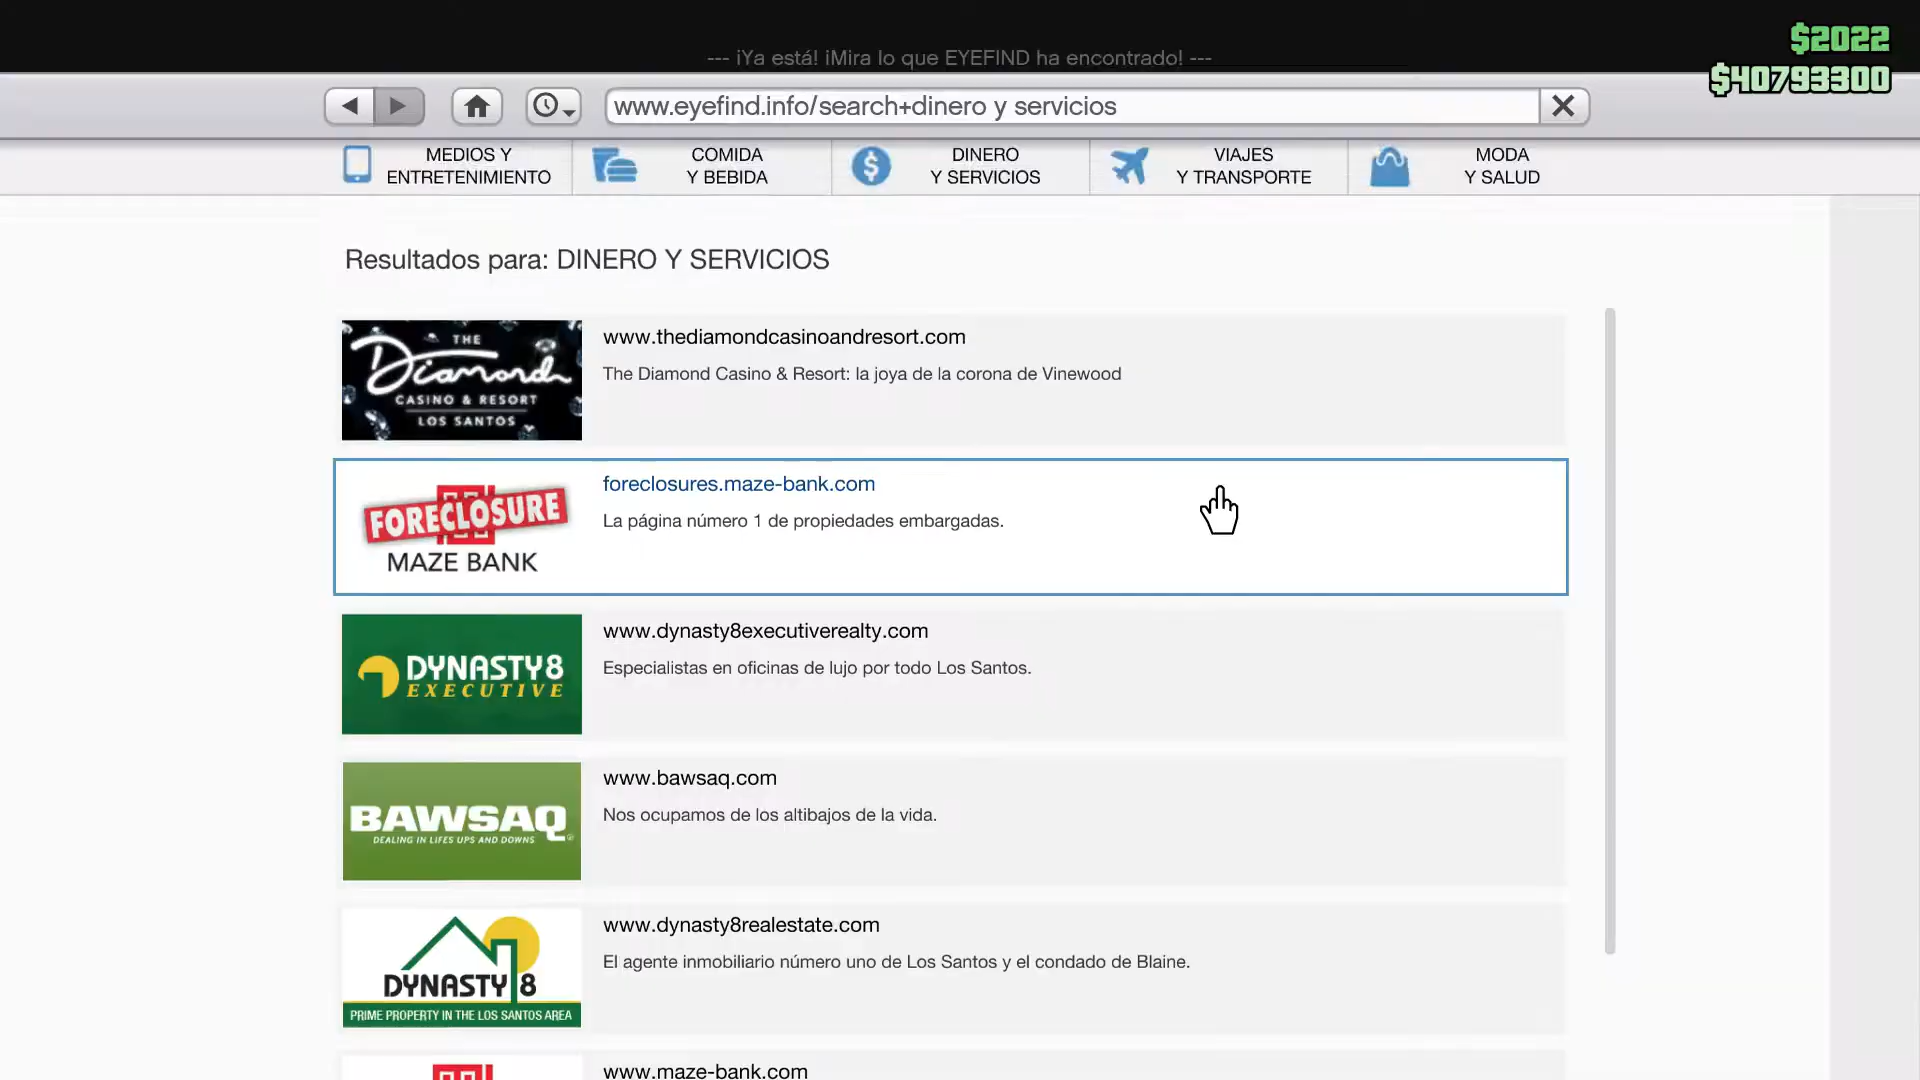 $2022
--- ¡Ya está! ¡Mira lo que EYEFIND ha encontrado! ---
$40793300
www.eyefind.info/search+dinero y servicios
MEDIOS Y
ENTRETENIMIENTO
COMIDA
Y BEBIDA
DINERO
Y SERVICIOS
VIAJES
Y TRANSPORTE
MODA
Y SALUD
Resultados para: DINERO Y SERVICIOS
THE
Diamond
CASINO & RESORT
LOS SANTOS
www.thediamondcasinoandresort.com
The Diamond Casino & Resort: la joya de la corona de Vinewood
FORECLOSURE
MAZE BANK
foreclosures.maze-bank.com
La página número 1 de propiedades embargadas.
DYNASTY8
EXECUTIVE
www.dynasty8executiverealty.com
Especialistas en oficinas de lujo por todo Los Santos.
BAWSAQ
DEALING IN LIFES UPS AND DOWNS
www.bawsaq.com
Nos ocupamos de los altibajos de la vida.
DYNASTY 8
PRIME PROPERTY IN THE LOS SANTOS AREA
www.dynasty8realestate.com
El agente inmobiliario número uno de Los Santos y el condado de Blaine.
www.maze-bank.com